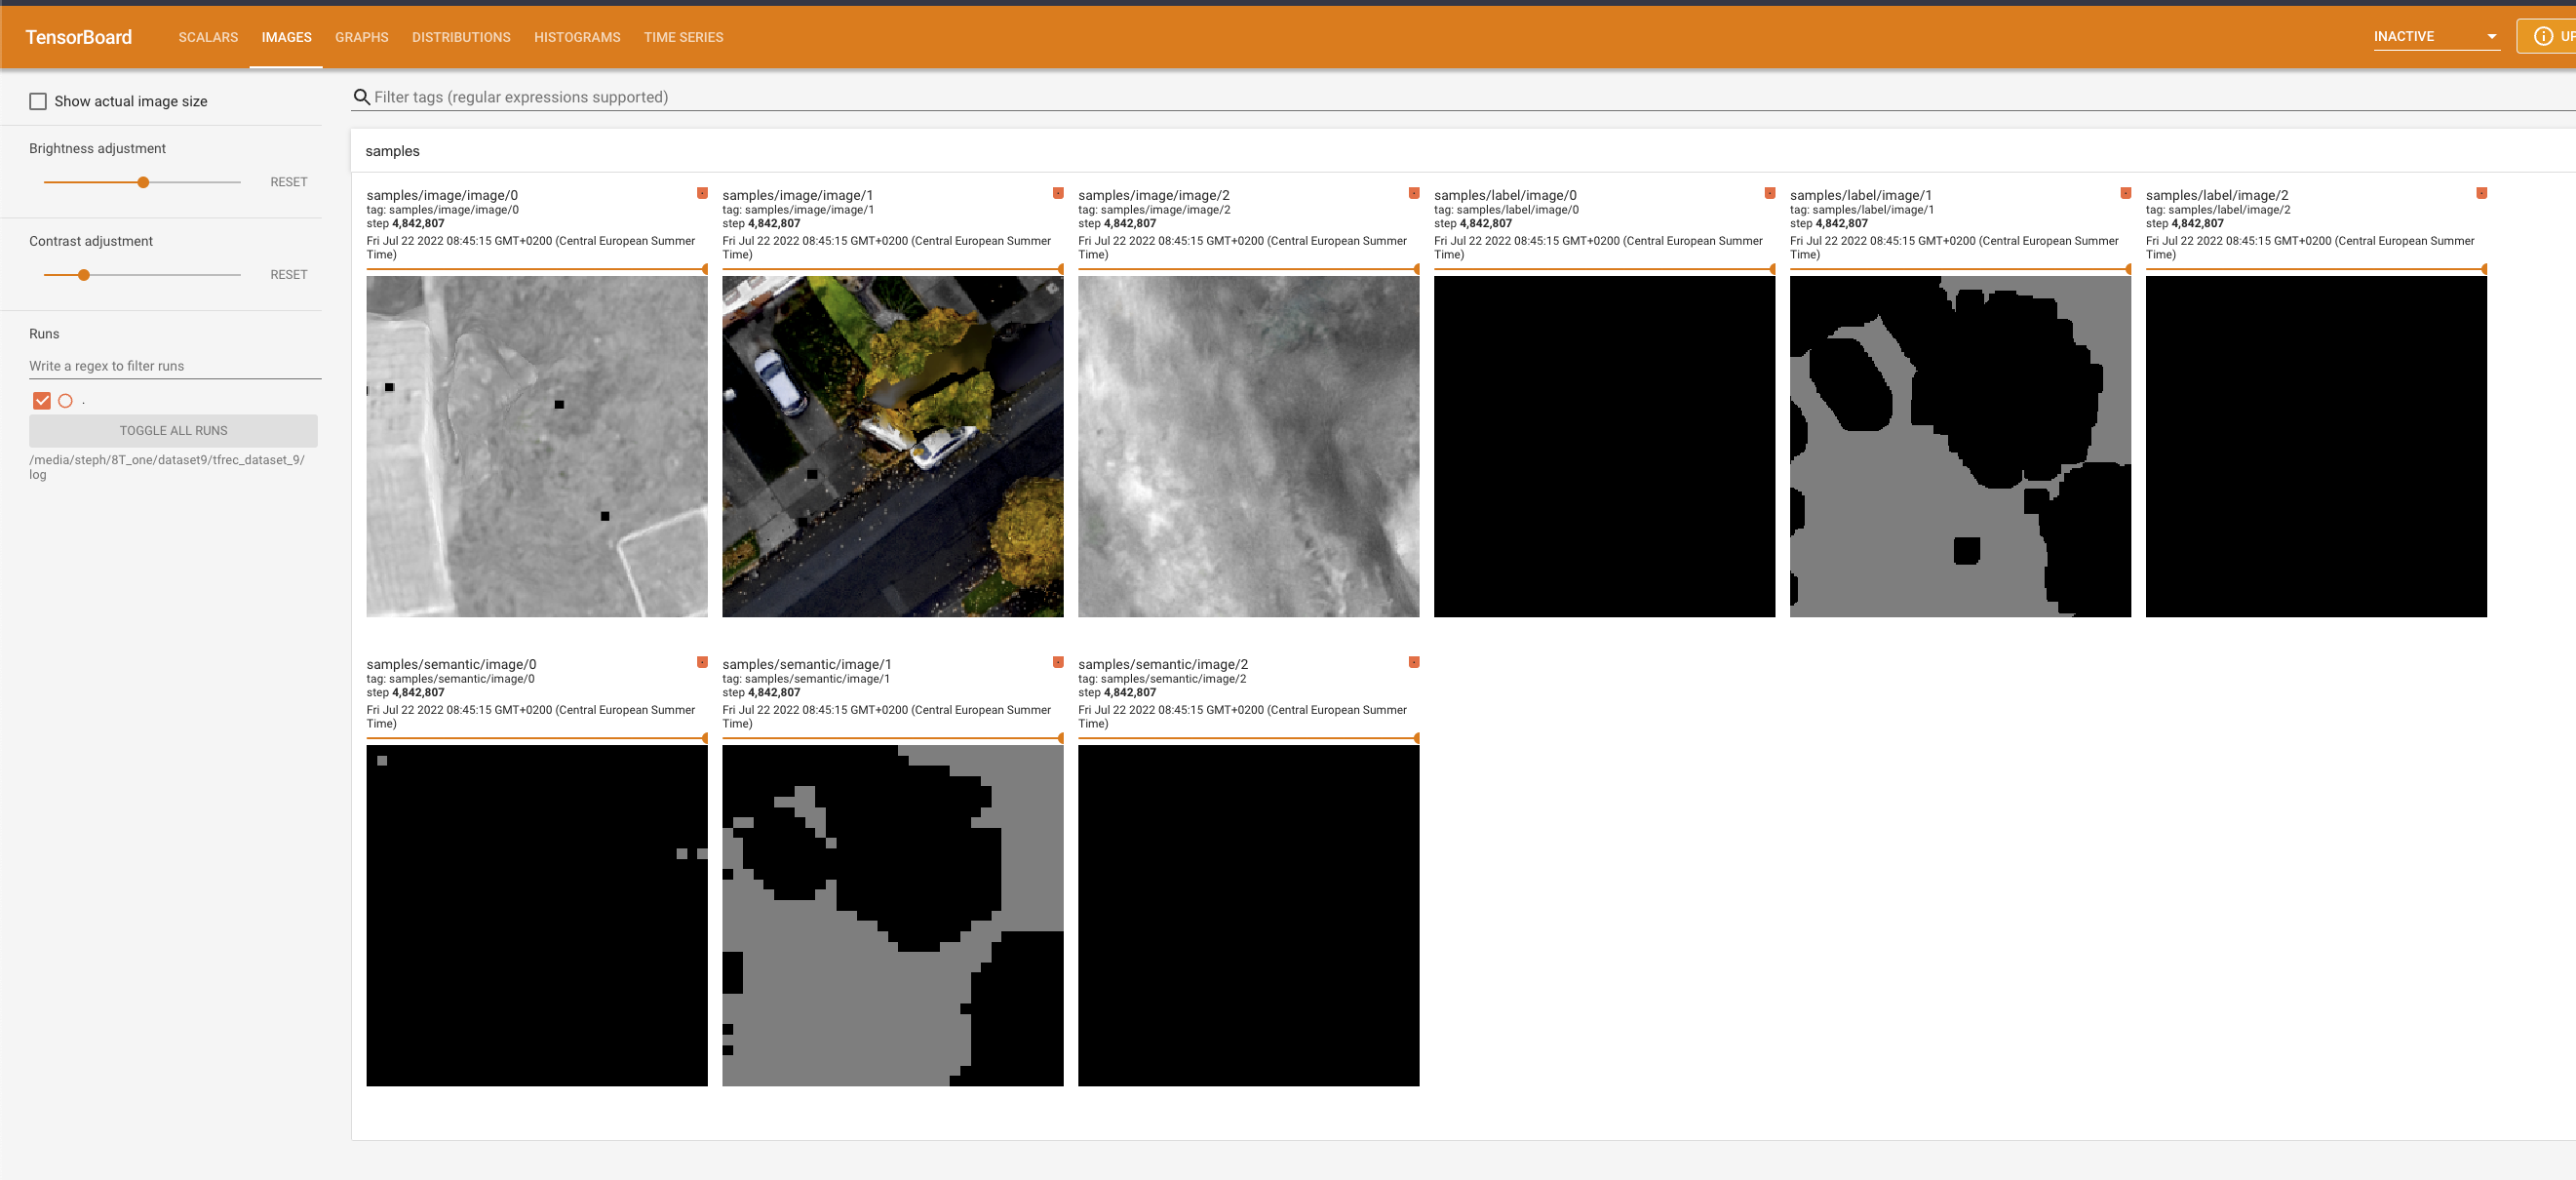 TensorBoard SCALARS IMAGES GRAPHS DISTRIBUTIONS HISTOGRAMS TIME SERIES INACTIVE UP
Show actual image size
Filter tags (regular expressions supported)
Brightness adjustment
RESET
Contrast adjustment
RESET
Runs
Write a regex to filter runs
.
TOGGLE ALL RUNS
/media/steph/8T_one/dataset9/tfrec_dataset_9/
log
samples
samples/image/image/0
tag: samples/image/image/0
step 4,842,807
Fri Jul 22 2022 08:45:15 GMT+0200 (Central European Summer
Time)
samples/image/image/1
tag: samples/image/image/1
step 4,842,807
Fri Jul 22 2022 08:45:15 GMT+0200 (Central European Summer
Time)
samples/image/image/2
tag: samples/image/image/2
step 4,842,807
Fri Jul 22 2022 08:45:15 GMT+0200 (Central European Summer
Time)
samples/label/image/0
tag: samples/label/image/0
step 4,842,807
Fri Jul 22 2022 08:45:15 GMT+0200 (Central European Summer
Time)
samples/label/image/1
tag: samples/label/image/1
step 4,842,807
Fri Jul 22 2022 08:45:15 GMT+0200 (Central European Summer
Time)
samples/label/image/2
tag: samples/label/image/2
step 4,842,807
Fri Jul 22 2022 08:45:15 GMT+0200 (Central European Summer
Time)
samples/semantic/image/0
tag: samples/semantic/image/0
step 4,842,807
Fri Jul 22 2022 08:45:15 GMT+0200 (Central European Summer
Time)
samples/semantic/image/1
tag: samples/semantic/image/1
step 4,842,807
Fri Jul 22 2022 08:45:15 GMT+0200 (Central European Summer
Time)
samples/semantic/image/2
tag: samples/semantic/image/2
step 4,842,807
Fri Jul 22 2022 08:45:15 GMT+0200 (Central European Summer
Time)